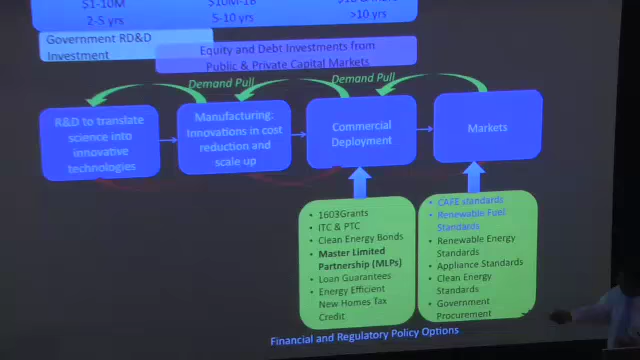 $1-10M
$10M-1B
2-5 yrs
5-10 yrs
>10 yrs
Government RD&D
Investment
Equity and Debt Investments from
Public & Private Capital Markets
Demand Pull
Demand Pull
R&D to translate
science into
innovative
technologies
Manufacturing:
Innovations in cost
reduction and
scale up
Commercial
Deployment
Markets
• 1603Grants
• ITC & PTC
• Clean Energy Bonds
• Master Limited
Partnership (MLPs)
• Loan Guarantees
• Energy Efficient
New Homes Tax
Credit
• CAFE standards
• Renewable Fuel
Standards
• Renewable Energy
Standards
• Appliance Standards
• Clean Energy
Standards
• Government
Procurement
Financial and Regulatory Policy Options